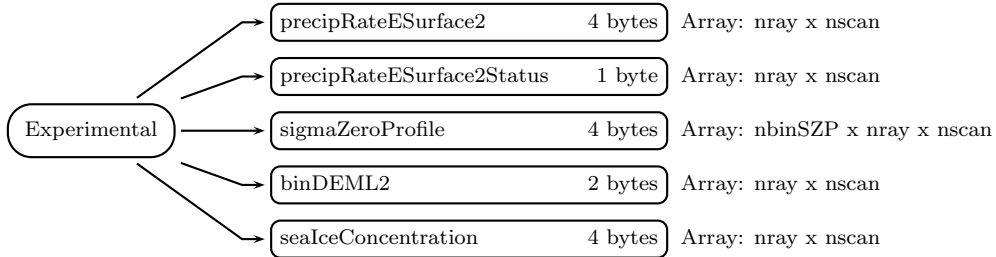 precipRateESurface2 4 bytes Array: nray x nscan
precipRateESurface2Status 1 byte Array: nray x nscan
Experimental sigmaZeroProfile 4 bytes Array: nbinSZP x nray x nscan
binDEML2 2 bytes Array: nray x nscan
seaIceConcentration 4 bytes Array: nray x nscan